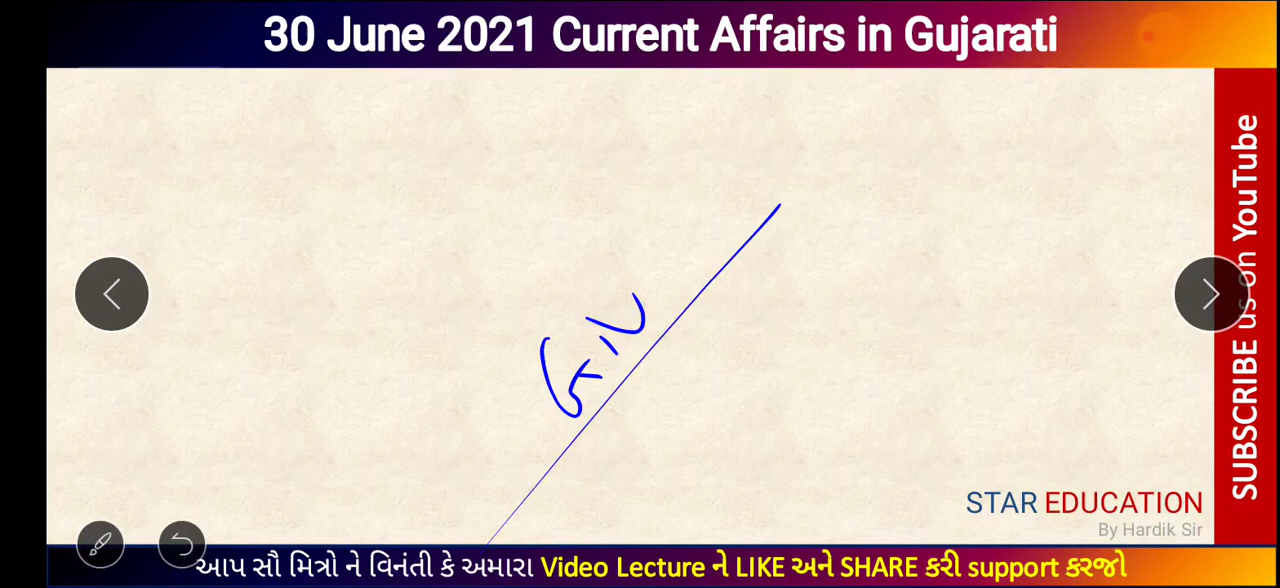 30 June 2021 Current Affairs in Gujarati
SUBSCRIBE us on YouTube
STAR EDUCATION
By Hardik Sir
આપ સૌ મિત્રો ને વિનંતી કે અમારા Video Lecture ને LIKE અને SHARE કરી support કરજો